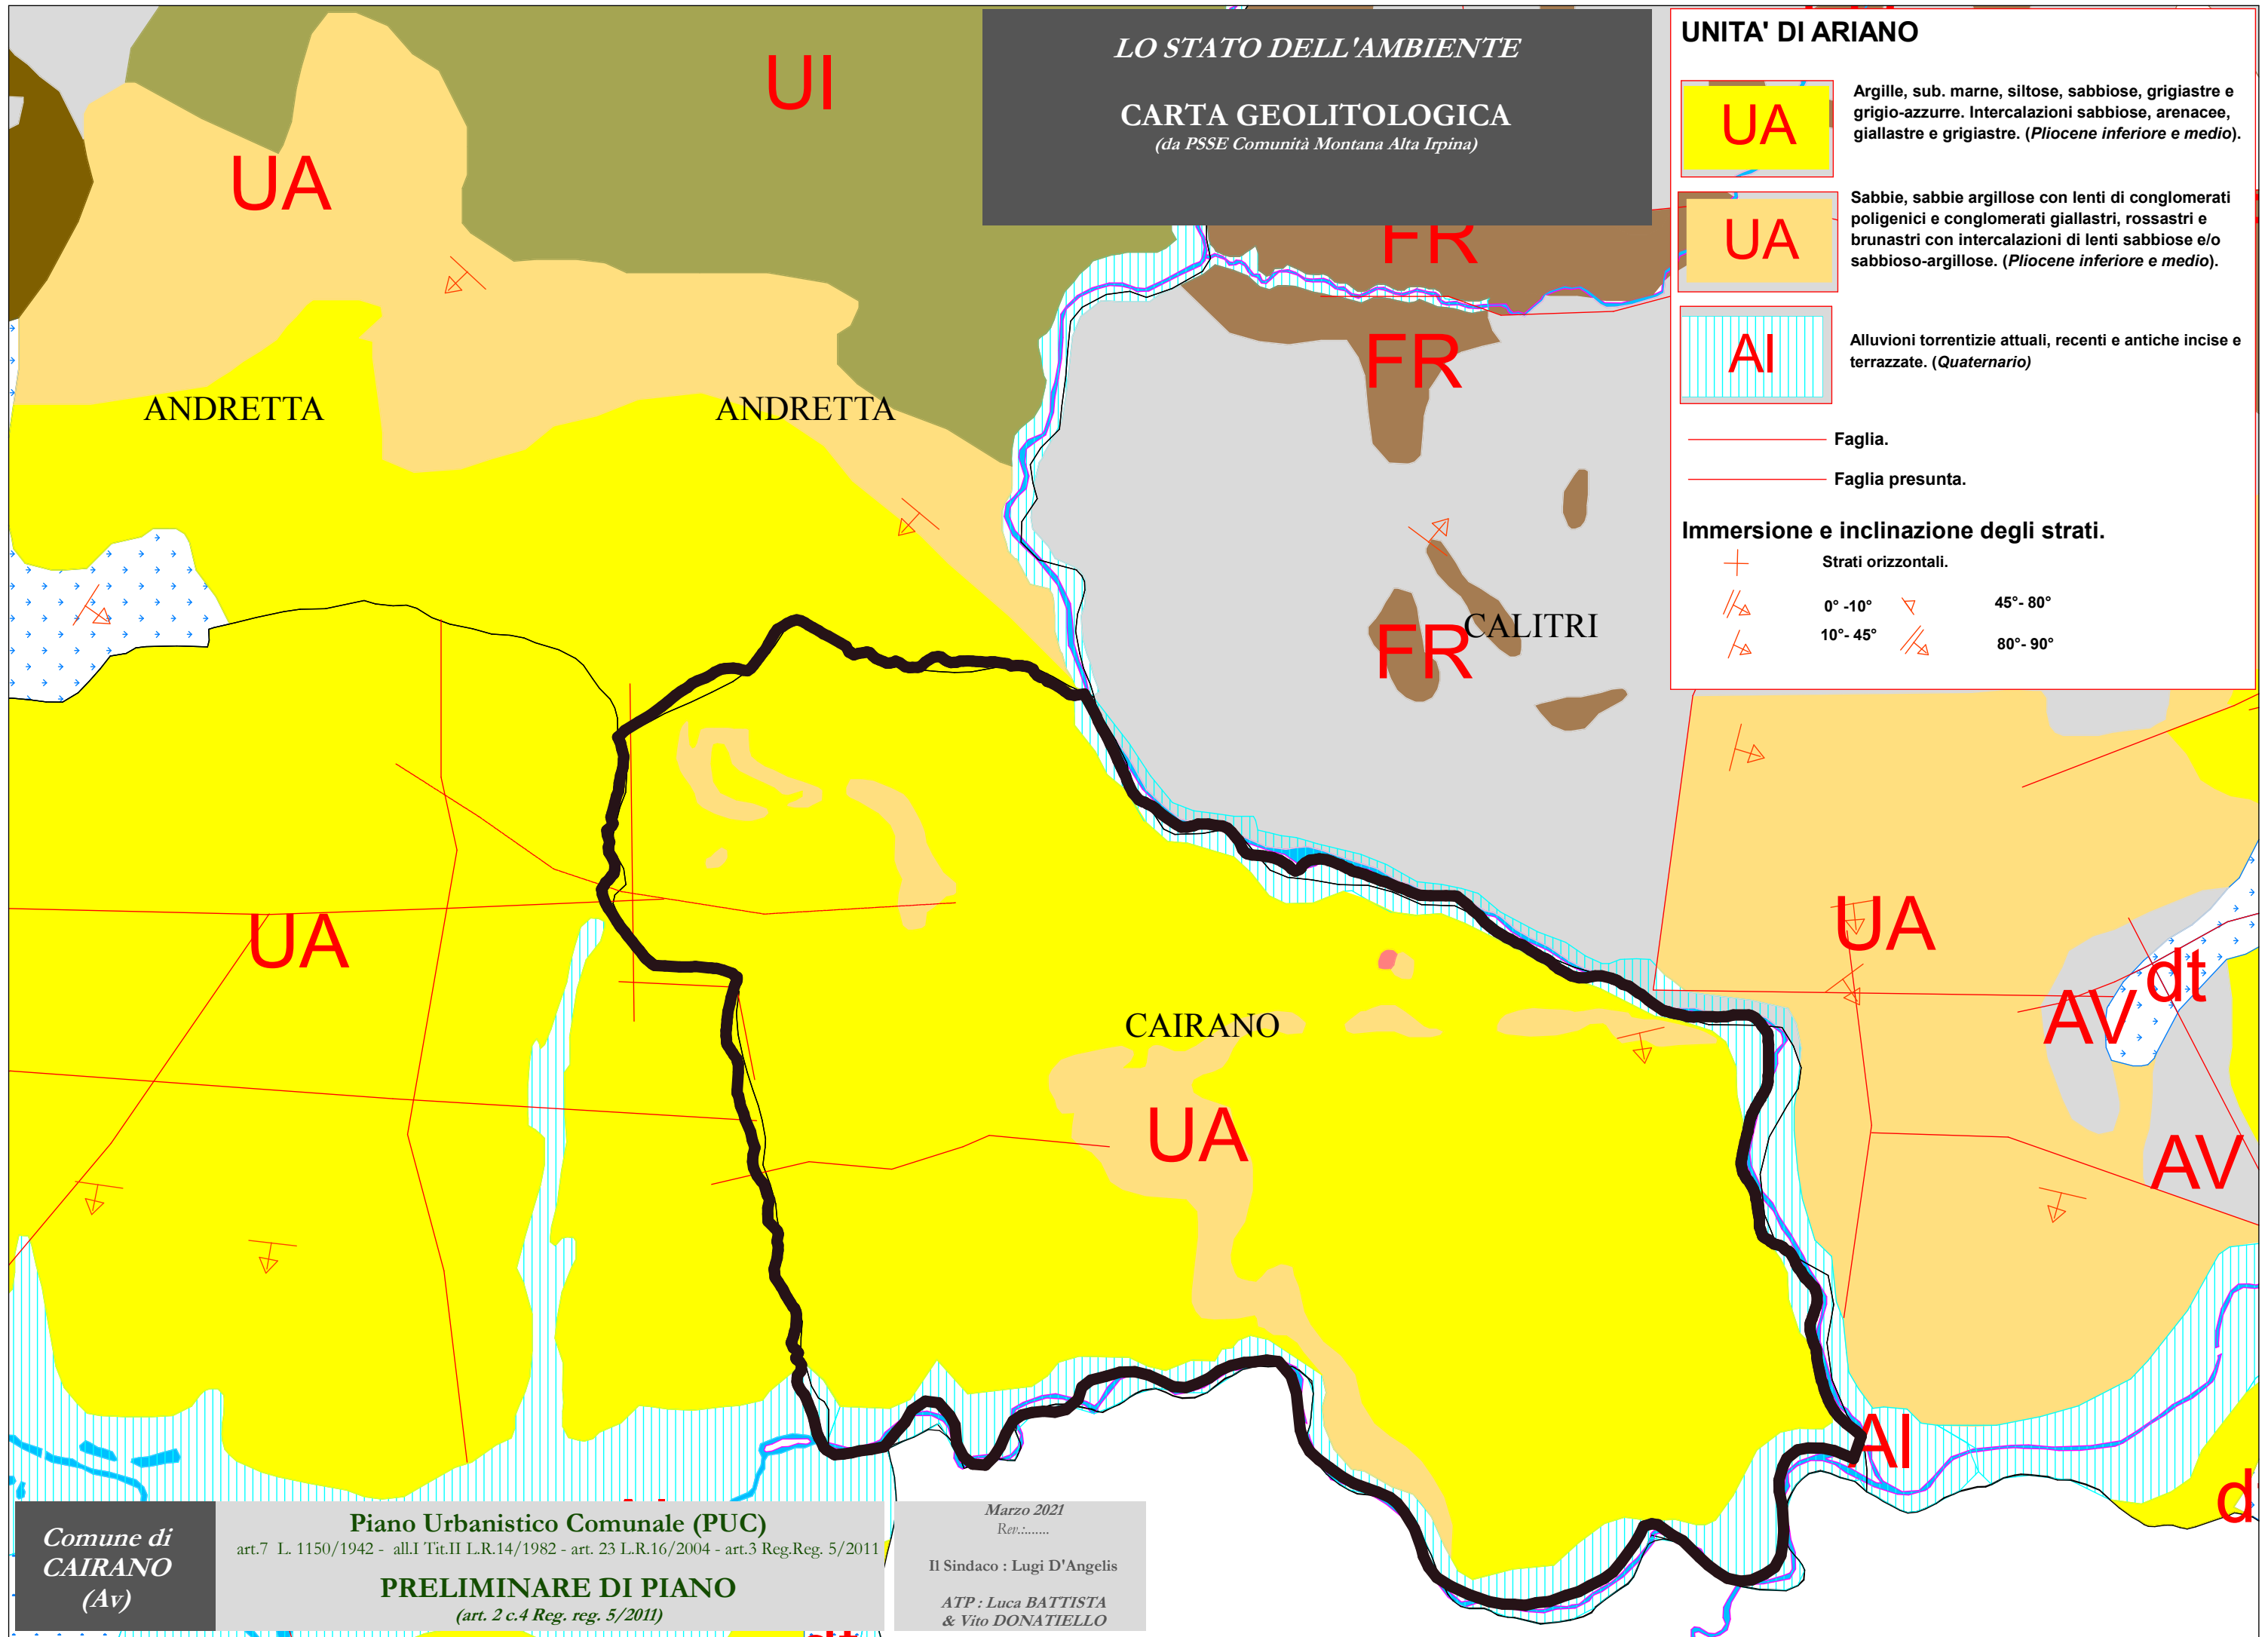 LO STATO DELL'AMBIENTE
CARTA GEOLITOLOGICA
(da PSSE Comunità Montana Alta Irpina)
UNITA' DI ARIANO
UA
Argille, sub. marne, siltose, sabbiose, grigiastre e
grigio-azzurre. Intercalazioni sabbiose, arenacee,
giallastre e grigiastre. (Pliocene inferiore e medio).
UA
Sabbie, sabbie argillose con lenti di conglomerati
poligenici e conglomerati giallastri, rossastri e
brunastri con intercalazioni di lenti sabbiose e/o
sabbioso-argillose. (Pliocene inferiore e medio).
AI
Alluvioni torrentizie attuali, recenti e antiche incise e
terrazzate. (Quaternario)
Faglia.
Faglia presunta.
Immersione e inclinazione degli strati.
Strati orizzontali.
0° -10°
45°- 80°
10°- 45°
80°- 90°
UI
UA
FR
FR
ANDRETTA
ANDRETTA
CALITRI
FR
UA
UA
dt
AV
CAIRANO
UA
AV
AI
d
Comune di
CAIRANO
(Av)
Piano Urbanistico Comunale (PUC)
art.7 L. 1150/1942 - all.I Tit.II L.R.14/1982 - art. 23 L.R.16/2004 - art.3 Reg.Reg. 5/2011
PRELIMINARE DI PIANO
(art. 2 c.4 Reg. reg. 5/2011)
Marzo 2021
Rev.:.......
Il Sindaco : Lugi D'Angelis
ATP : Luca BATTISTA
& Vito DONATIELLO